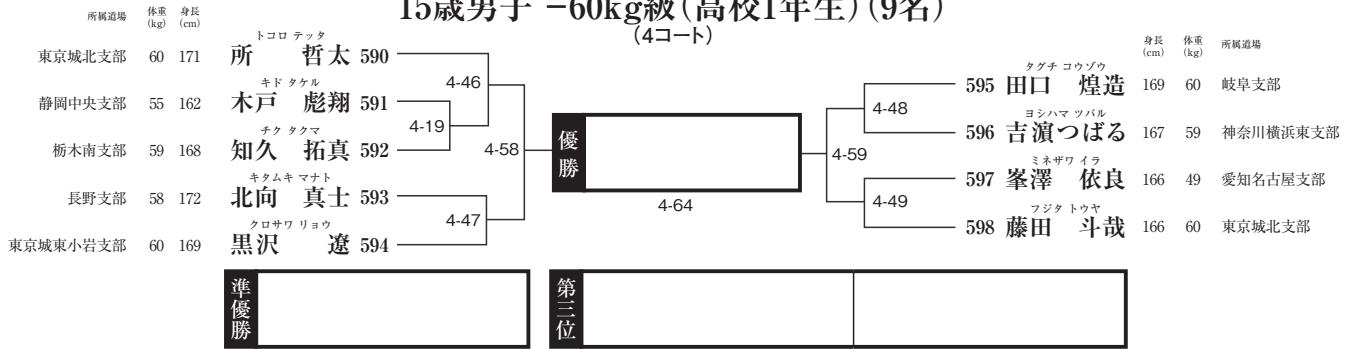 15歳男子 −60kg級（高校1年生）（9名）
（4コート）
所属道場 体重(kg) 身長(cm)
トコロ テッタ
東京城北支部 60 171 所 哲太 590
キド タケル
静岡中央支部 55 162 木戸 彪翔 591
チク タクマ
栃木南支部 59 168 知久 拓真 592
キタムキ マナト
長野支部 58 172 北向 真士 593
クロサワ リョウ
東京城東小岩支部 60 169 黒沢 遼 594
4-46
4-19
4-58
4-47
優勝
4-64
身長(cm) 体重(kg) 所属道場
タグチ コウゾウ
595 田口 煌造 169 60 岐阜支部
ヨシハマ ツバル
596 吉濵つばる 167 59 神奈川横浜東支部
ミネザワ イラ
597 峯澤 依良 166 49 愛知名古屋支部
フジタ トウヤ
598 藤田 斗哉 166 60 東京城北支部
4-48
4-59
4-49
準優勝
第三位